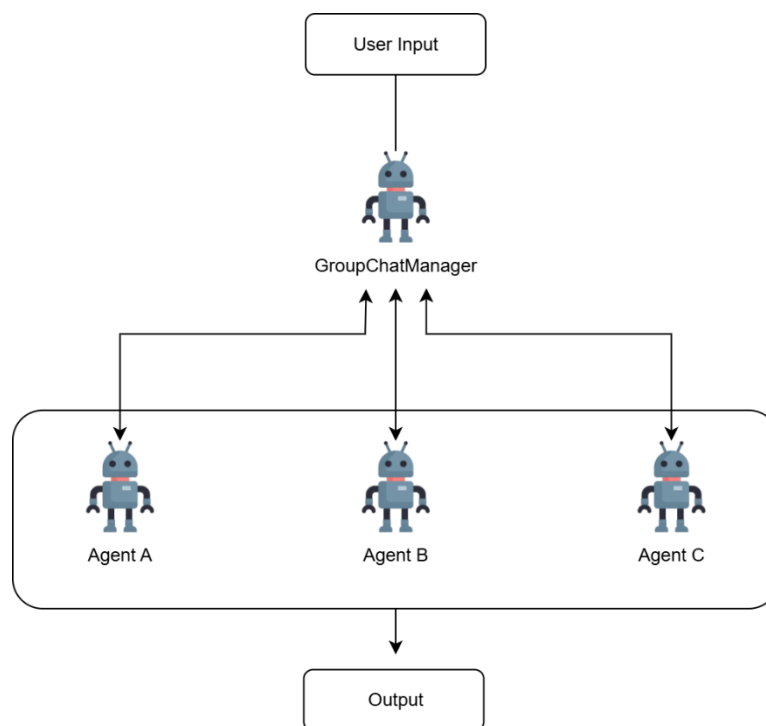 User Input
GroupChatManager
Agent A
Agent B
Agent C
Output